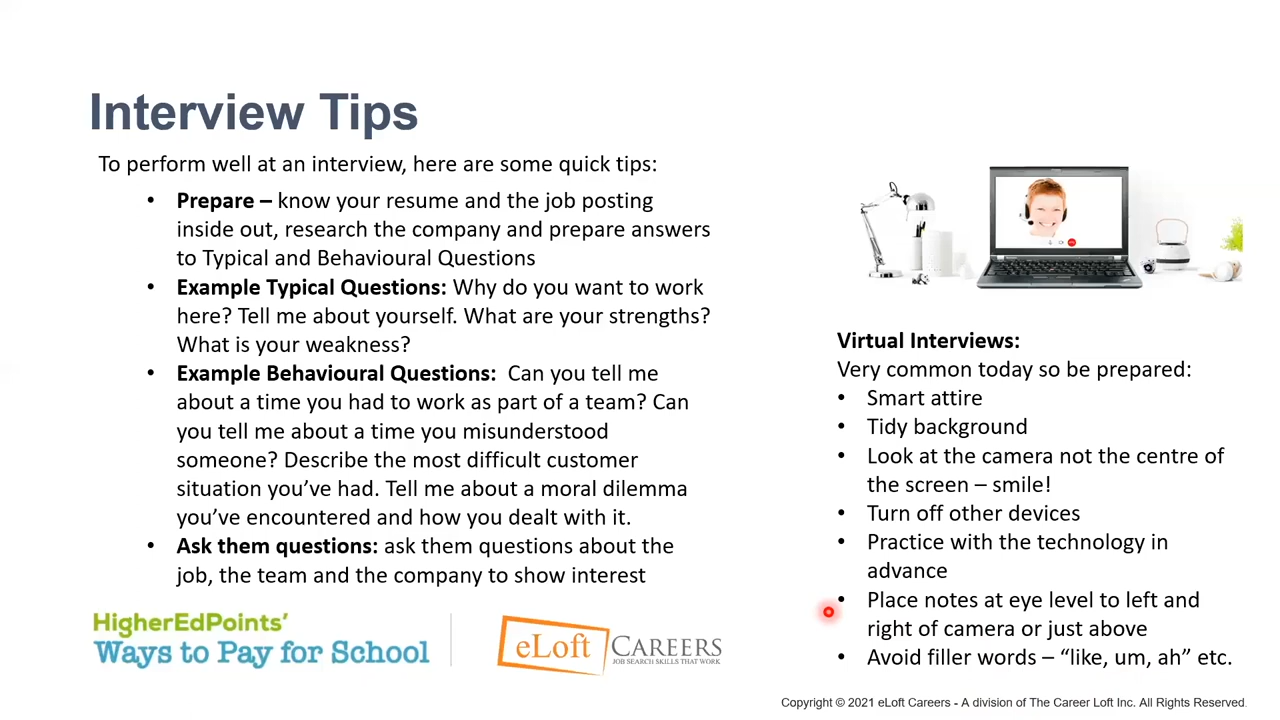 Interview Tips
To perform well at an interview, here are some quick tips:
• Prepare – know your resume and the job posting
inside out, research the company and prepare answers
to Typical and Behavioural Questions
• Example Typical Questions: Why do you want to work
here? Tell me about yourself. What are your strengths?
What is your weakness?
• Example Behavioural Questions: Can you tell me
about a time you had to work as part of a team? Can
you tell me about a time you misunderstood
someone? Describe the most difficult customer
situation you’ve had. Tell me about a moral dilemma
you’ve encountered and how you dealt with it.
• Ask them questions: ask them questions about the
job, the team and the company to show interest
Virtual Interviews:
Very common today so be prepared:
• Smart attire
• Tidy background
• Look at the camera not the centre of
the screen – smile!
• Turn off other devices
• Practice with the technology in
advance
• Place notes at eye level to left and
right of camera or just above
• Avoid filler words – “like, um, ah” etc.
HigherEdPoints’
Ways to Pay for School
eLoft CAREERS
JOB SEARCH SKILLS THAT WORK
Copyright © 2021 eLoft Careers - A division of The Career Loft Inc. All Rights Reserved.